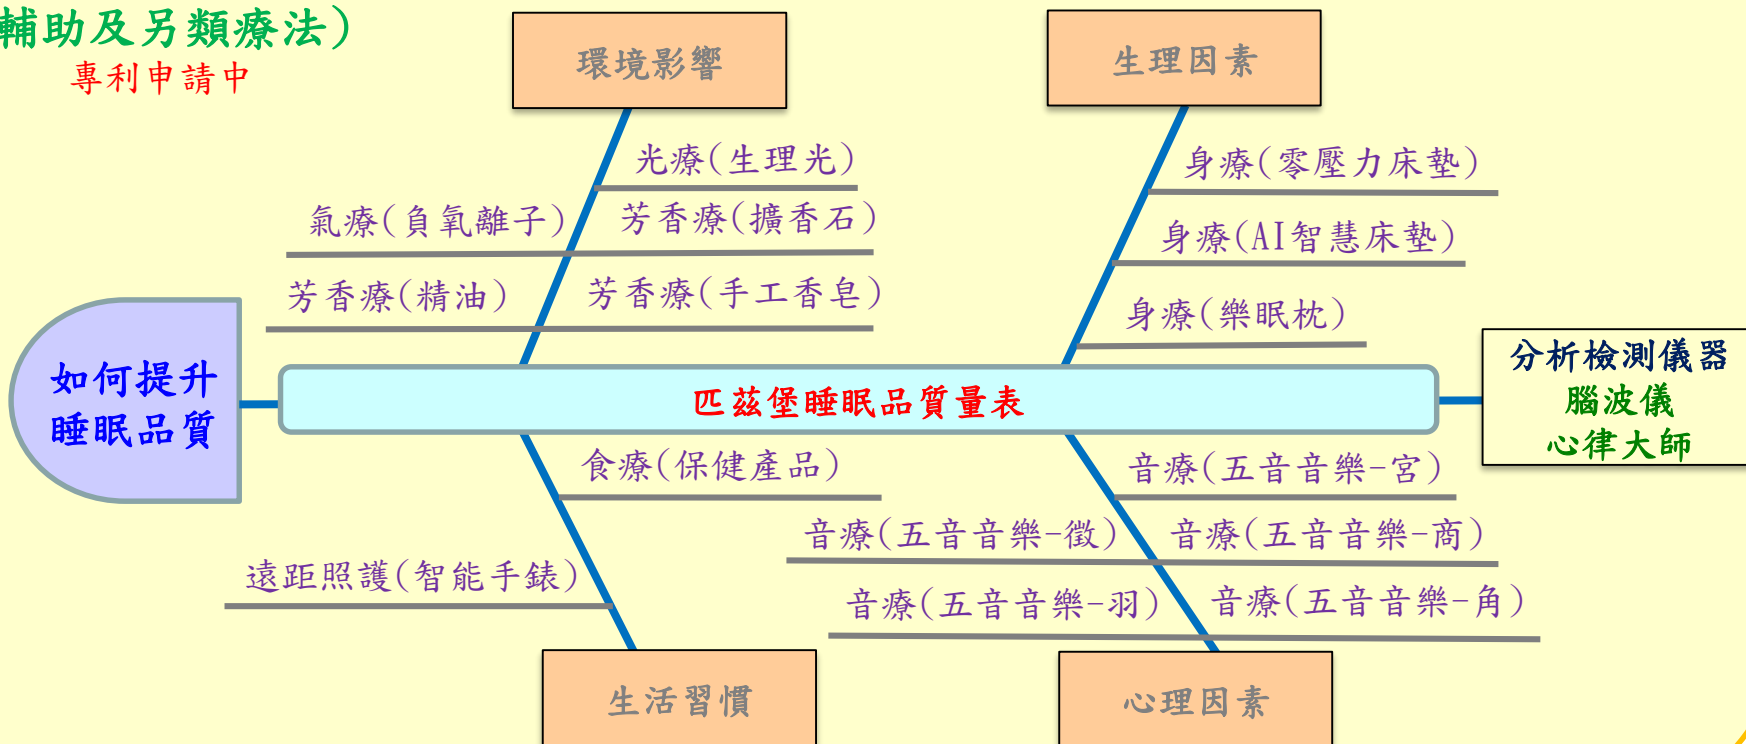 輔助及另類療法)
專利申請中
環境影響
生理因素
光療(生理光)
氣療(負氧離子)
芳香療(擴香石)
芳香療(精油)
芳香療(手工香皂)
身療(零壓力床墊)
身療(AI智慧床墊)
身療(樂眠枕)
如何提升
睡眠品質
匹茲堡睡眠品質量表
分析檢測儀器
腦波儀
心律大師
食療(保健產品)
遠距照護(智能手錶)
音療(五音音樂-宮)
音療(五音音樂-徵)
音療(五音音樂-商)
音療(五音音樂-羽)
音療(五音音樂-角)
生活習慣
心理因素